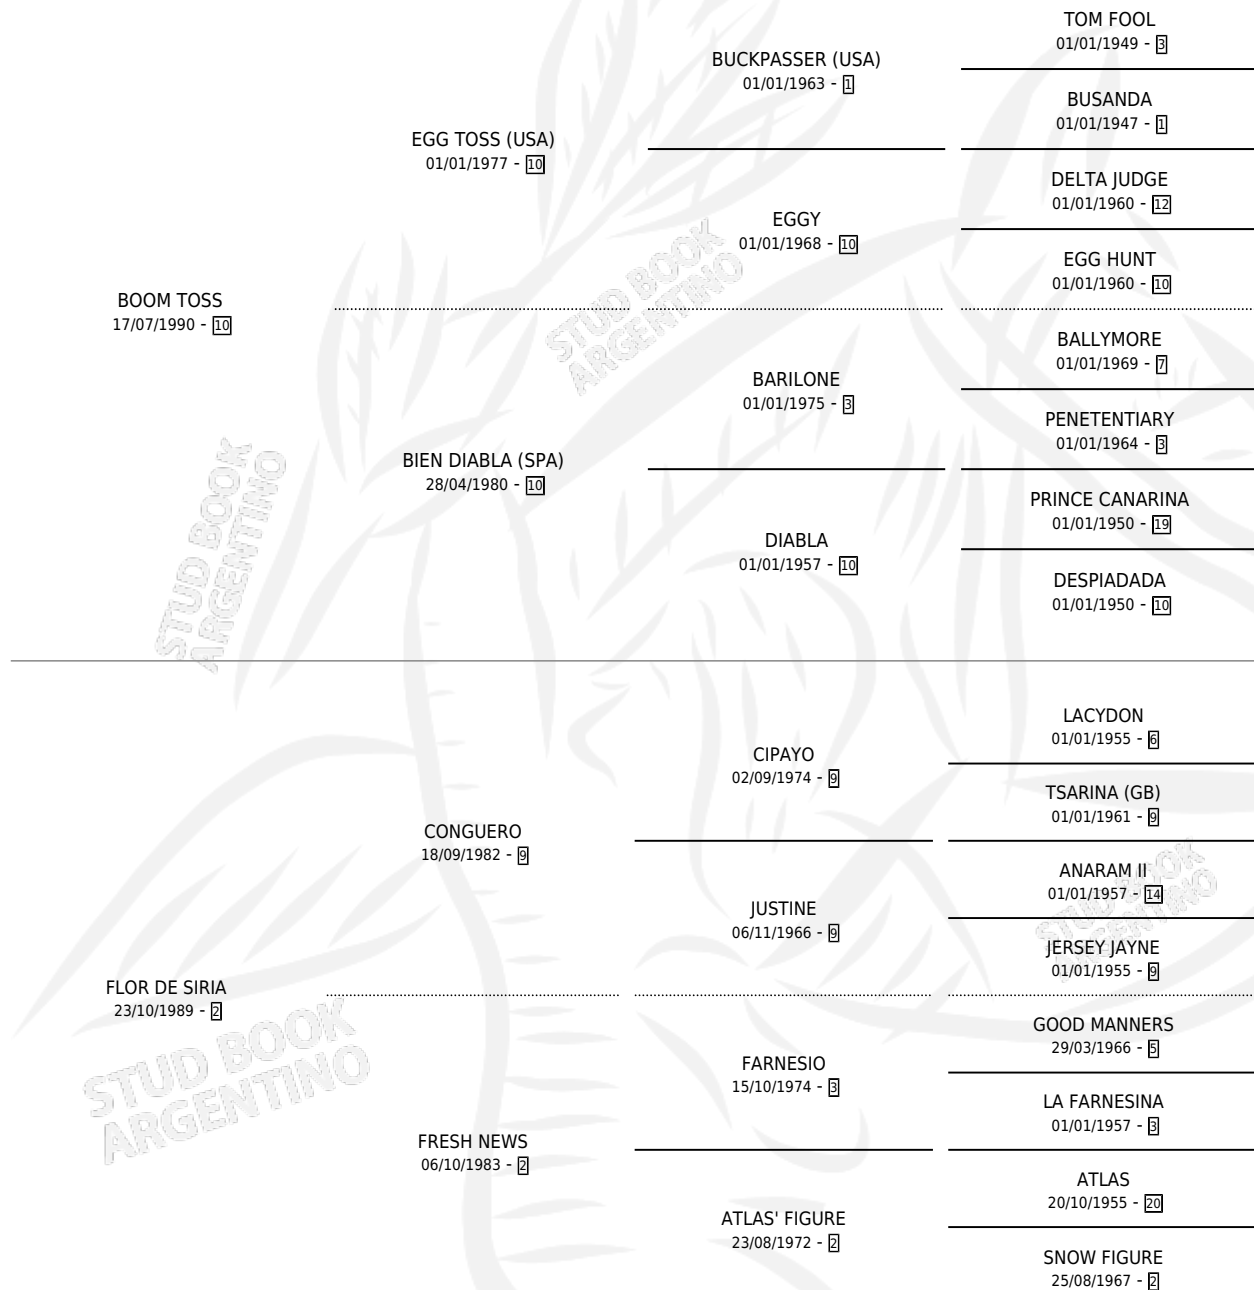 TOM FOOL
01/01/1949 - 3
BUCKPASSER (USA)
01/01/1963 - 1
BUSANDA
01/01/1947 - 1
EGG TOSS (USA)
01/01/1977 - 10
DELTA JUDGE
01/01/1960 - 12
EGGY
01/01/1968 - 10
EGG HUNT
01/01/1960 - 10
BOOM TOSS
17/07/1990 - 10
STUD BOOK
ARGENTINO
BALLYMORE
01/01/1969 - 7
BARILONE
01/01/1975 - 3
PENETENTIARY
01/01/1964 - 3
BIEN DIABLA (SPA)
28/04/1980 - 10
PRINCE CANARINA
01/01/1950 - 19
DIABLA
01/01/1957 - 10
DESPIADADA
01/01/1950 - 10
STUD BOOK
ARGENTINO
LACYDON
01/01/1955 - 6
CIPAYO
02/09/1974 - 9
TSARINA (GB)
01/01/1961 - 9
CONGUERO
18/09/1982 - 9
ANARAM II
01/01/1957 - 14
JUSTINE
06/11/1966 - 9
JERSEY JAYNE
01/01/1955 - 9
STUD BOOK
ARGENTINO
FLOR DE SIRIA
23/10/1989 - 2
GOOD MANNERS
29/03/1966 - 5
FARNESIO
15/10/1974 - 3
LA FARNESINA
01/01/1957 - 3
STUD BOOK
ARGENTINO
FRESH NEWS
06/10/1983 - 2
ATLAS
20/10/1955 - 20
ATLAS' FIGURE
23/08/1972 - 2
SNOW FIGURE
25/08/1967 - 2